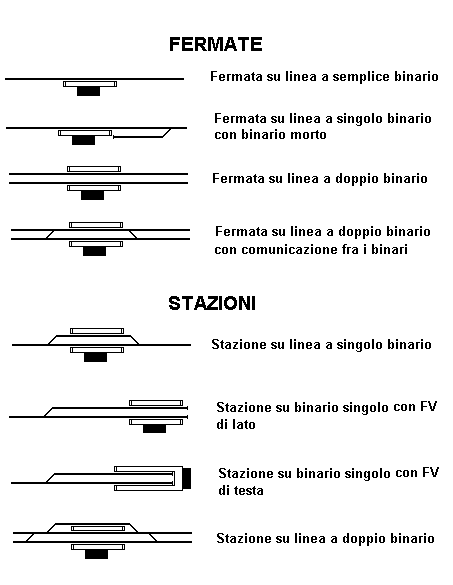 FERMATE
Fermata su linea a semplice binario
Fermata su linea a singolo binario
con binario morto
Fermata su linea a doppio binario
Fermata su linea a doppio binario
con comunicazione fra i binari
STAZIONI
Stazione su linea a singolo binario
Stazione su binario singolo con FV
di lato
Stazione su binario singolo con FV
di testa
Stazione su linea a doppio binario